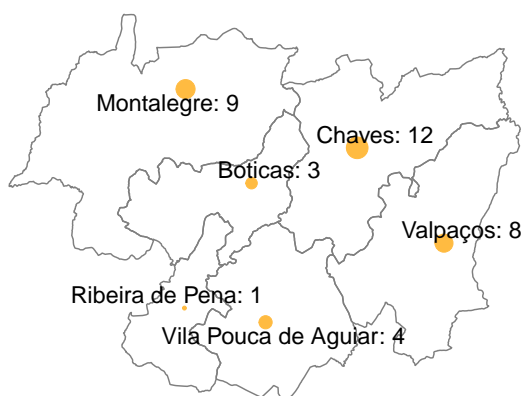 Montalegre: 9
Chaves: 12
Boticas: 3
Valpaços: 8
Ribeira de Pena: 1
Vila Pouca de Aguiar: 4